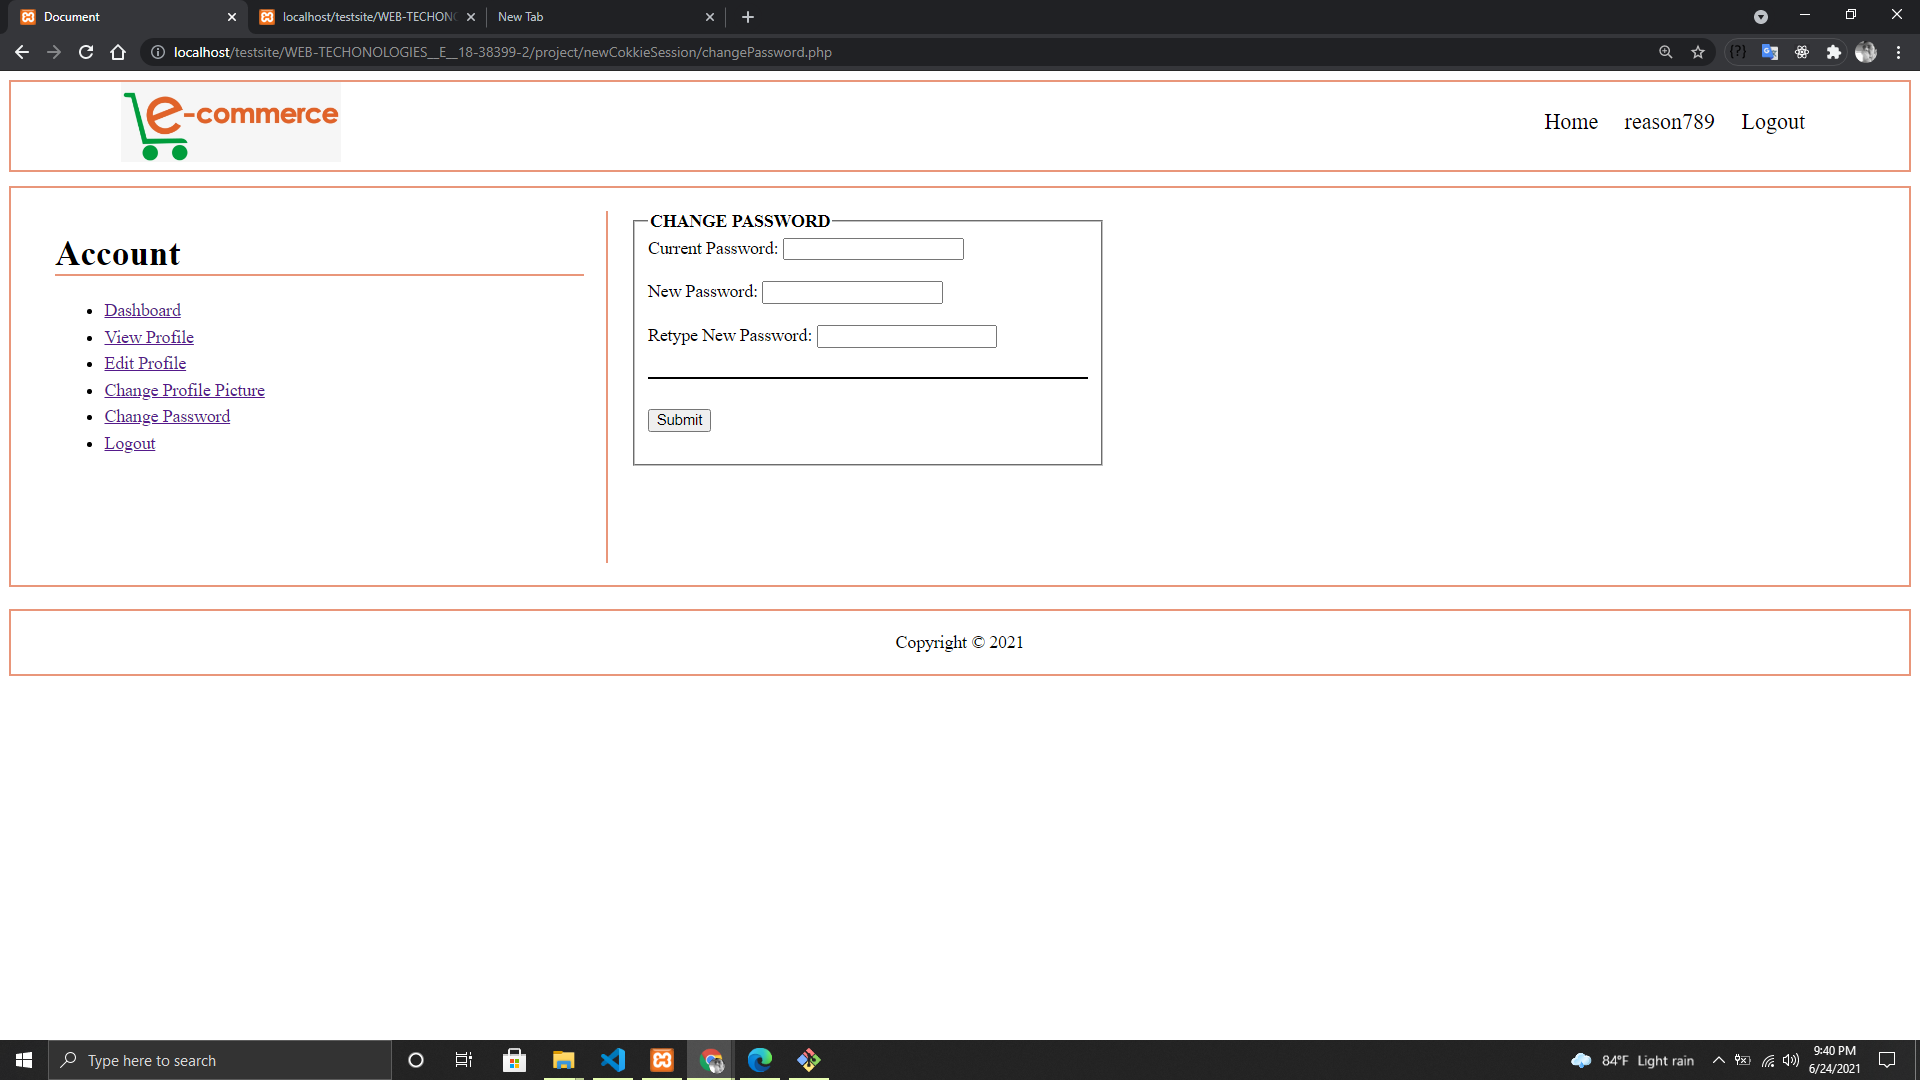 Document
localhost/testsite/WEB-TECHONO
New Tab
localhost/testsite/WEB-TECHONOLOGIES__E__18-38399-2/project/newCokkieSession/changePassword.php
e-commerce
Home reason789 Logout
Account
Dashboard
View Profile
Edit Profile
Change Profile Picture
Change Password
Logout
CHANGE PASSWORD
Current Password:
New Password:
Retype New Password:
Submit
Copyright © 2021
Type here to search
84°F Light rain
9:40 PM
6/24/2021